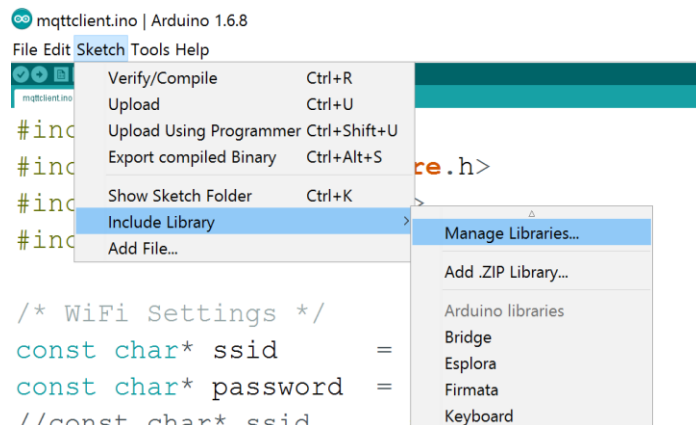 mqttclient.ino | Arduino 1.6.8
File Edit Sketch Tools Help
mqttclient.ino
Verify/Compile Ctrl+R
Upload Ctrl+U
Upload Using Programmer Ctrl+Shift+U
Export compiled Binary Ctrl+Alt+S
Show Sketch Folder Ctrl+K
Include Library >
Add File...
#inc
#inc re.h>
#inc >
#inc
Manage Libraries...
Add .ZIP Library...
Arduino libraries
Bridge
Esplora
Firmata
Keyboard
/* WiFi Settings */
const char* ssid =
const char* password =
//const char* ssid